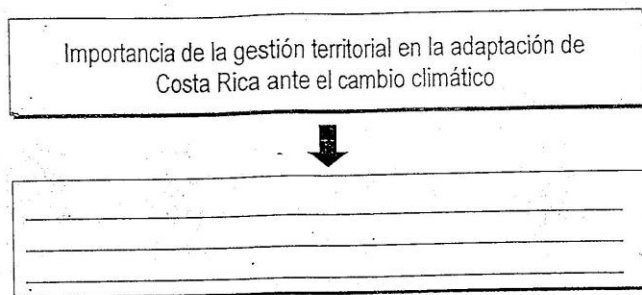 Importancia de la gestión territorial en la adaptación de
Costa Rica ante el cambio climático